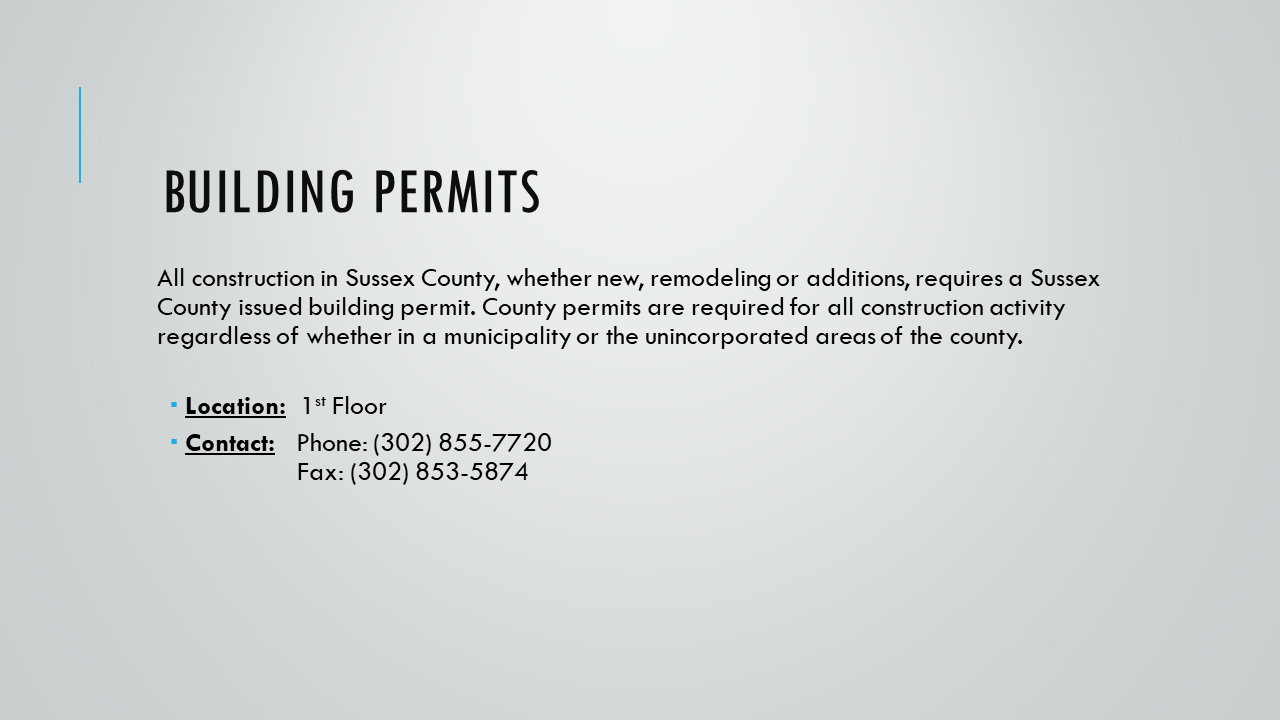 BUILDING PERMITS
All construction in Sussex County, whether new, remodeling or additions, requires a Sussex
County issued building permit. County permits are required for all construction activity
regardless of whether in a municipality or the unincorporated areas of the county.
▪ Location: 1st Floor
▪ Contact: Phone: (302) 855-7720
Fax: (302) 853-5874